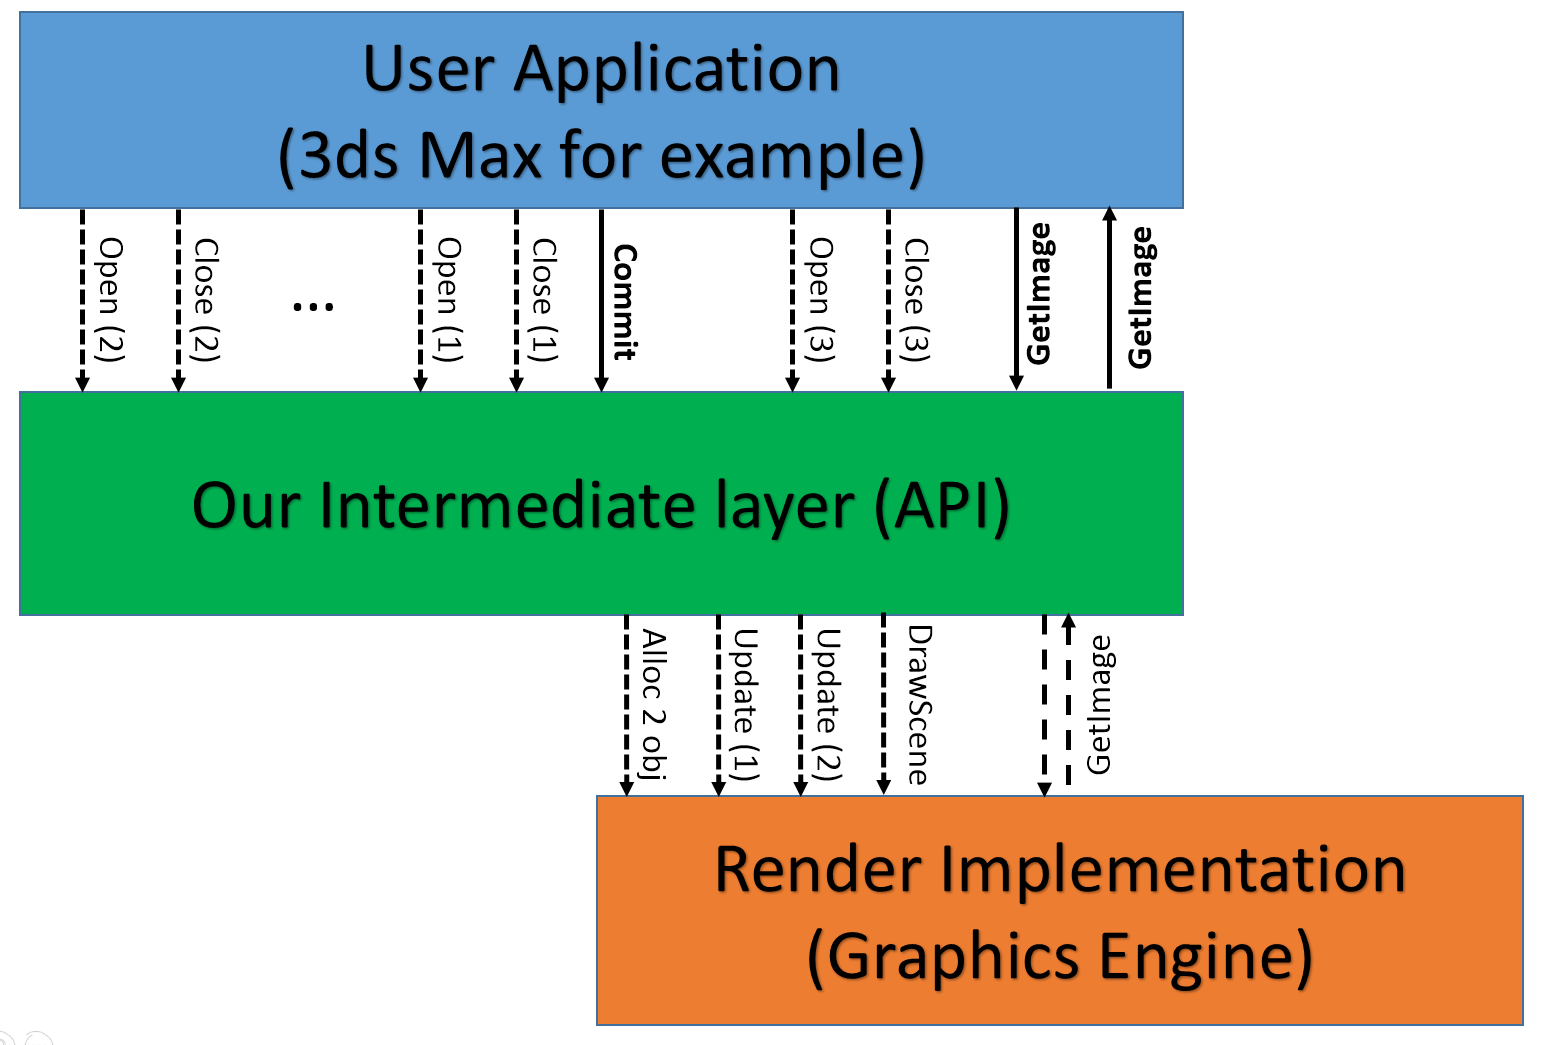 User Application
(3ds Max for example)
Open (2)
Close (2)
...
Open (1)
Close (1)
Commit
Open (3)
Close (3)
GetImage
GetImage
Our Intermediate layer (API)
Alloc 2 obj
Update (1)
Update (2)
DrawScene
GetImage
Render Implementation
(Graphics Engine)